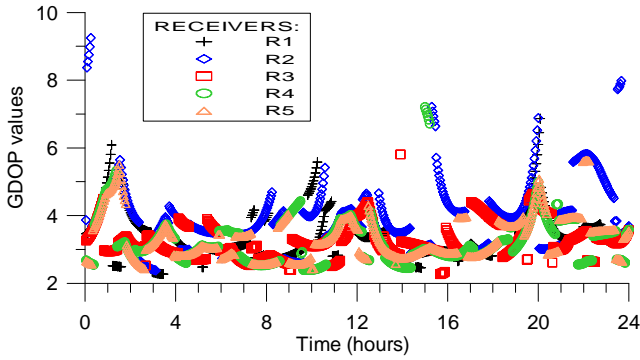 10
8
6
4
2
GDOP values
RECEIVERS:
R1
R2
R3
R4
R5
0 4 8 12 16 20 24
Time (hours)